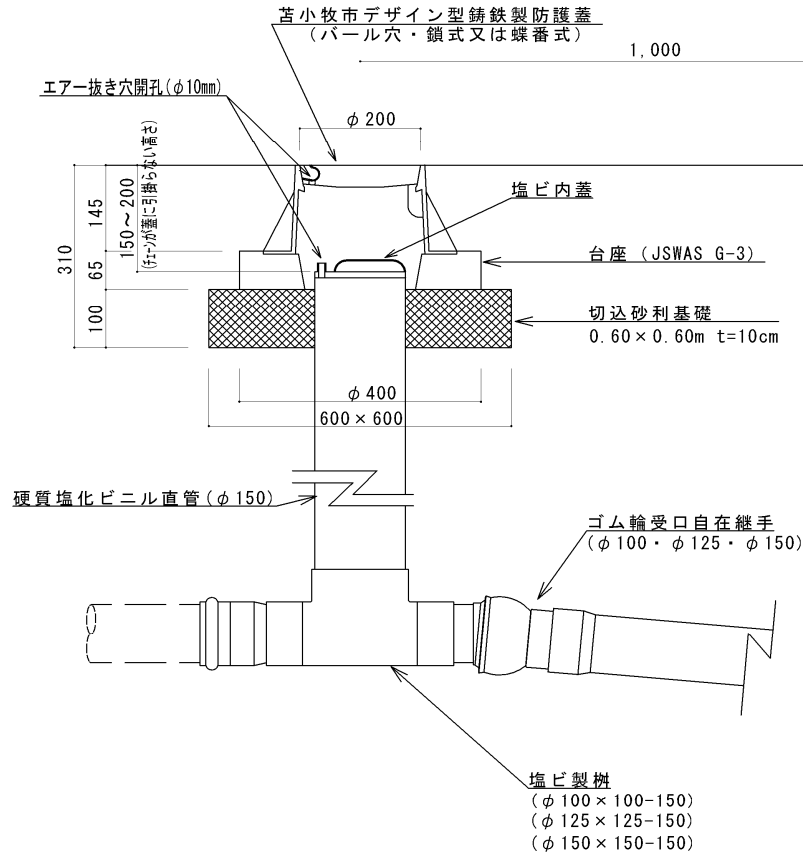 苫小牧市デザイン型鋳鉄製防護蓋
(バール穴・鎖式又は蝶番式)
1,000
エアー抜き穴開孔(φ10mm)
φ200
150~200
(チェーンが蓋に引掛らない高さ)
145
310
65
100
塩ビ内蓋
台座 (JSWAS G-3)
切込砂利基礎
0.60×0.60m t=10cm
φ400
600×600
硬質塩化ビニル直管(φ150)
ゴム輪受口自在継手
(φ100・φ125・φ150)
塩ビ製桝
(φ100×100-150)
(φ125×125-150)
(φ150×150-150)